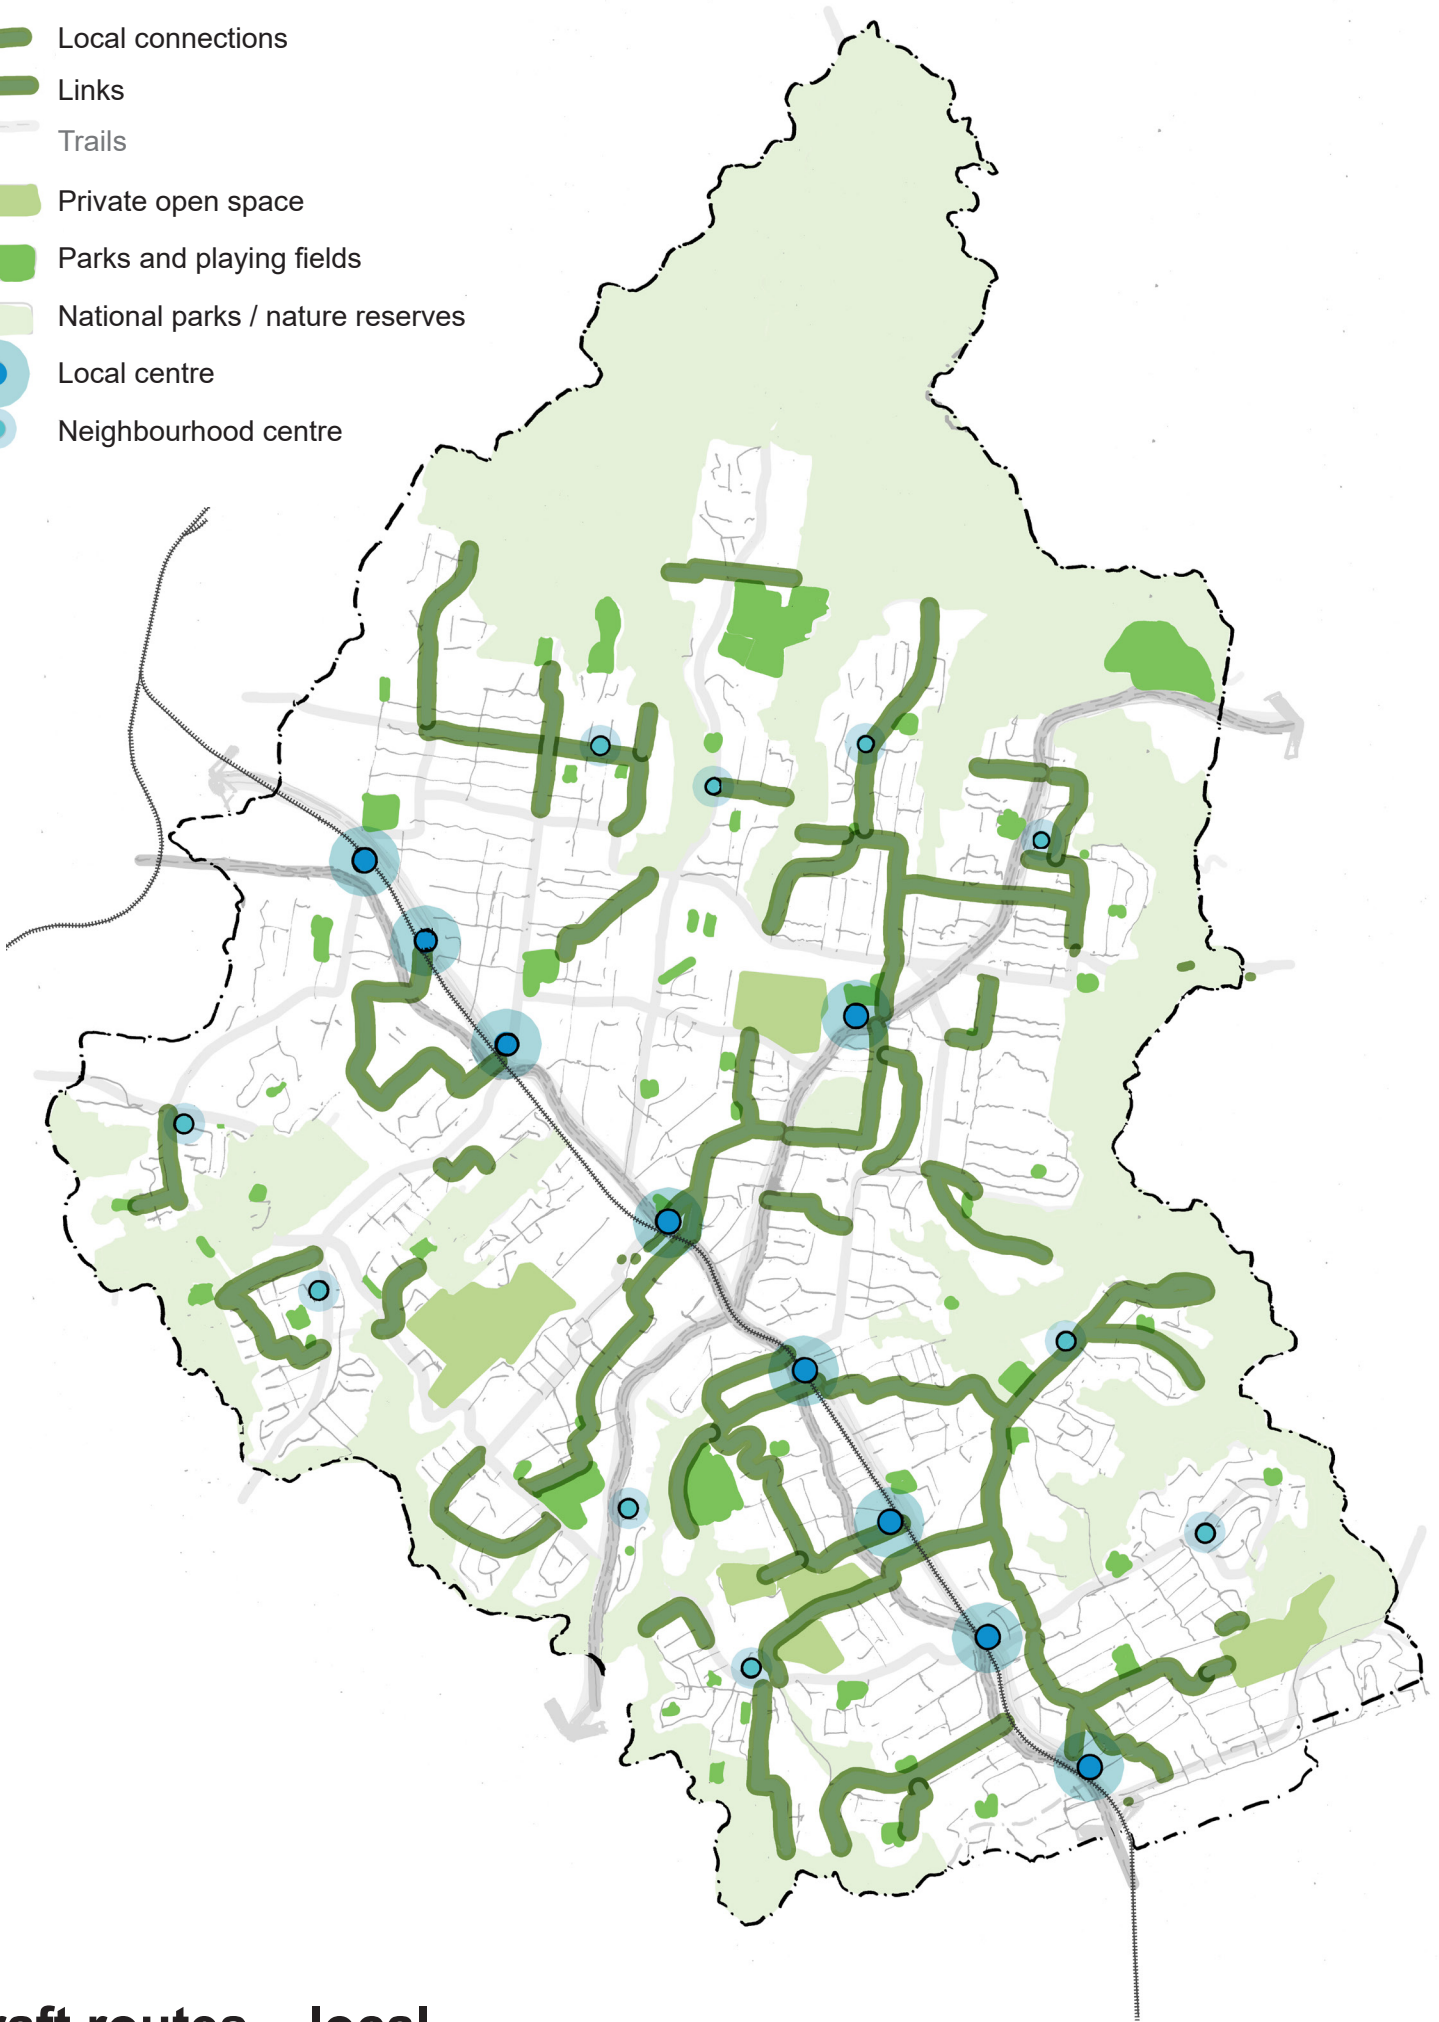 Local connections
Links
Trails
Private open space
Parks and playing fields
National parks / nature reserves
Local centre
Neighbourhood centre
local